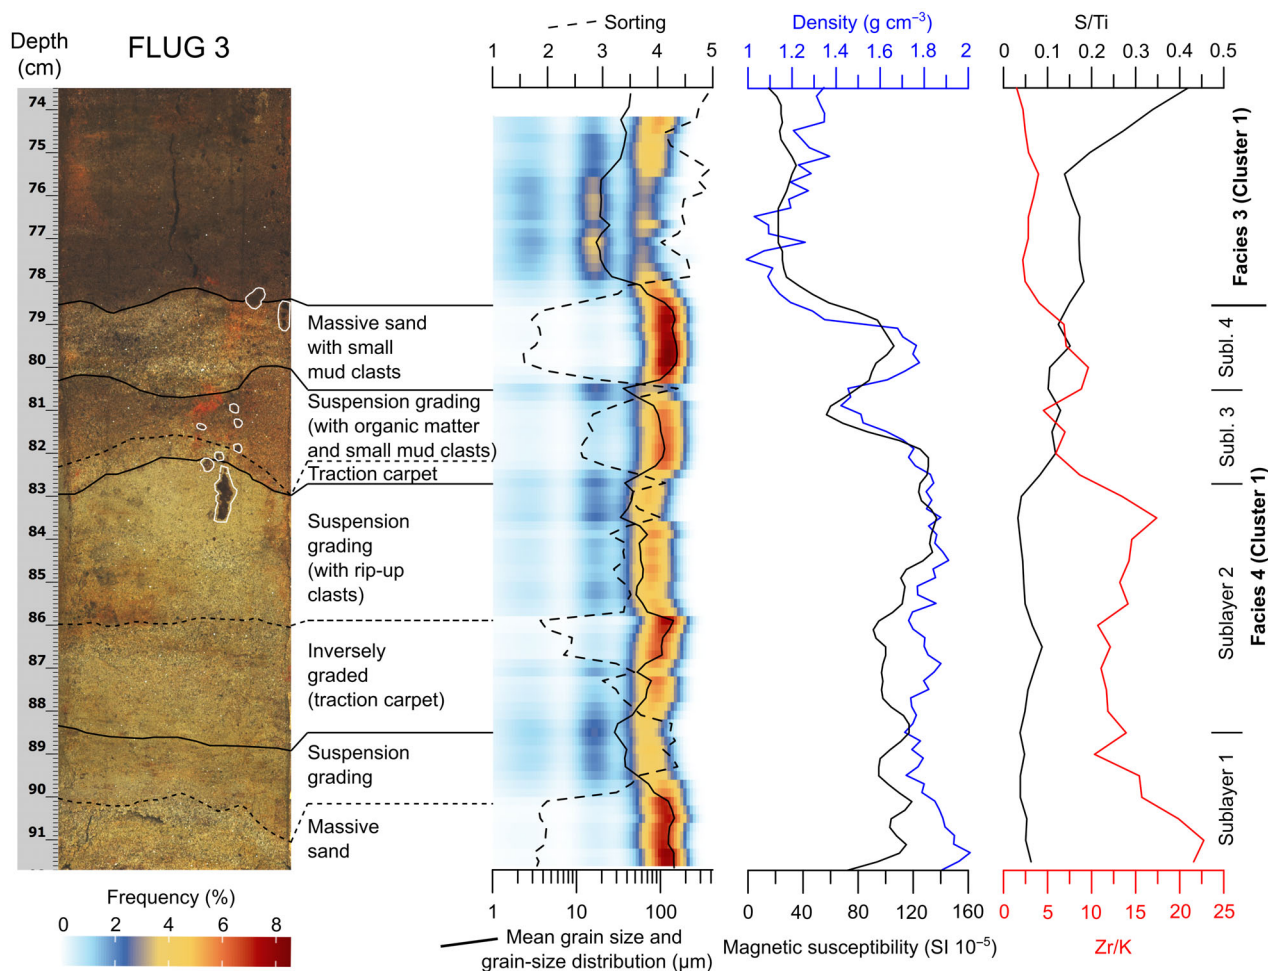 Depth
(cm)
FLUG 3
Sorting
1 2 3 4 5
Density (g cm⁻³)
1 1.2 1.4 1.6 1.8 2
S/Ti
0 0.1 0.2 0.3 0.4 0.5
74
75
76
77
78
79
80
81
82
83
84
85
86
87
88
89
90
91
Massive sand
with small
mud clasts
Suspension grading
(with organic matter
and small mud clasts)
Traction carpet
Suspension
grading
(with rip-up
clasts)
Inversely
graded
(traction carpet)
Suspension
grading
Massive
sand
Facies 3 (Cluster 1)
Subl. 4
Subl. 3
Sublayer 2
Sublayer 1
Facies 4 (Cluster 1)
Frequency (%)
0 2 4 6 8
1 10 100
Mean grain size and
grain-size distribution (µm)
0 40 80 120 160
Magnetic susceptibility (SI 10⁻⁵)
0 5 10 15 20 25
Zr/K